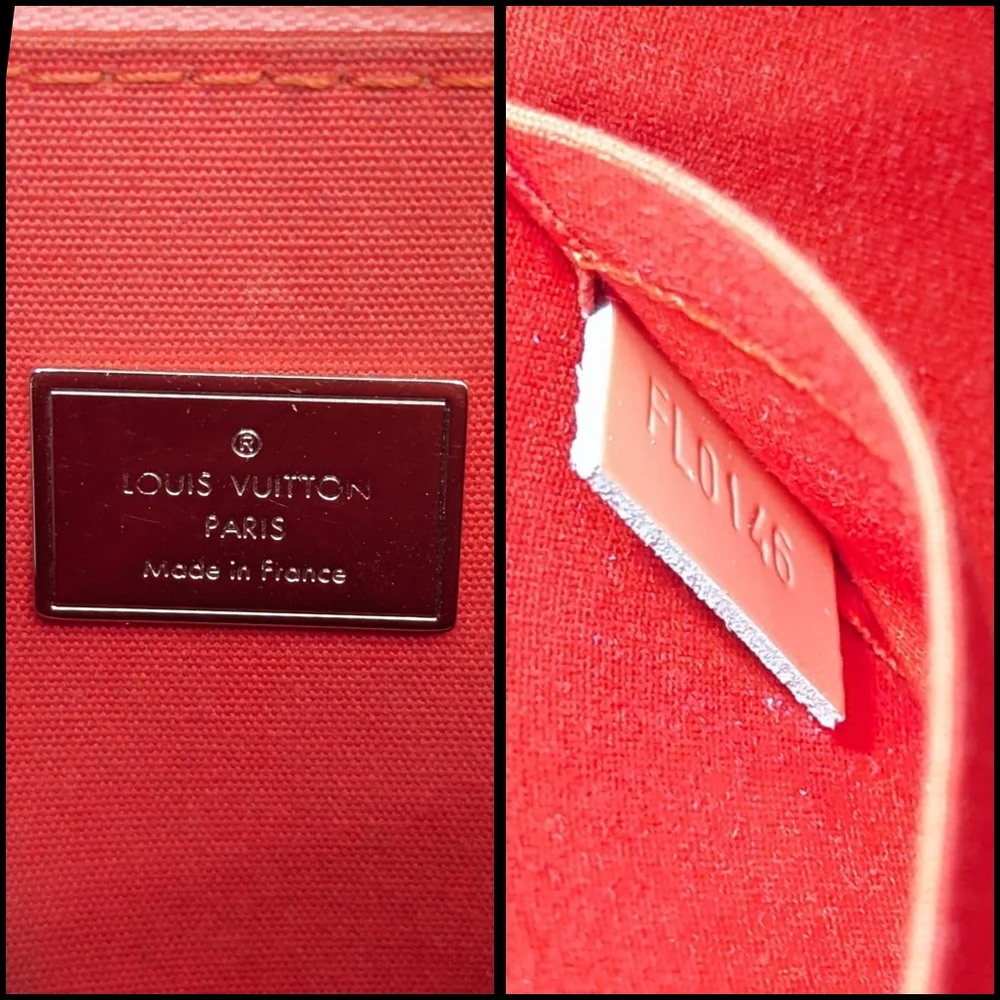 ®
LOUIS VUITTON
PARIS
Made in France
FL0146